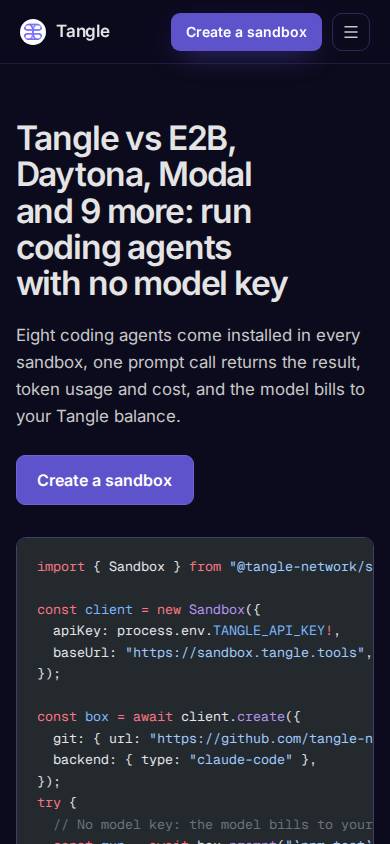 Tangle
Create a sandbox
Tangle vs E2B,
Daytona, Modal
and 9 more: run
coding agents
with no model key
Eight coding agents come installed in every
sandbox, one prompt call returns the result,
token usage and cost, and the model bills to
your Tangle balance.
Create a sandbox
import { Sandbox } from "@tangle-network/s
const client = new Sandbox({
  apiKey: process.env.TANGLE_API_KEY!,
  baseUrl: "https://sandbox.tangle.tools",
});
const box = await client.create({
  git: { url: "https://github.com/tangle-n
  backend: { type: "claude-code" },
});
try {
  // No model key: the model bills to your